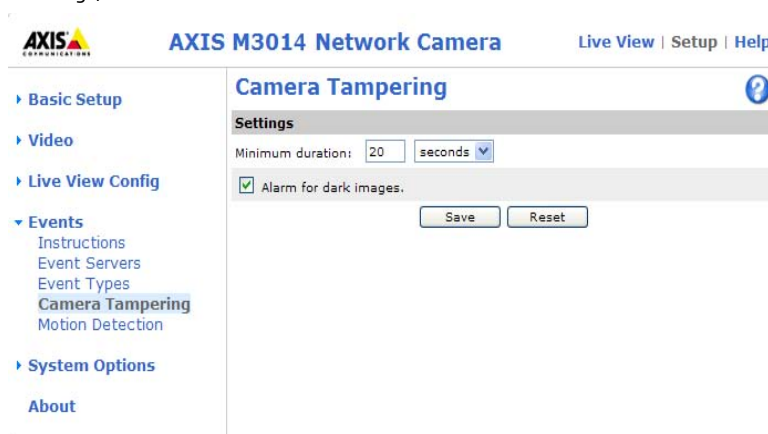 AXIS
COMMUNICATIONS
AXIS M3014 Network Camera
Live View | Setup | Help
Basic Setup
Video
Live View Config
Events
Instructions
Event Servers
Event Types
Camera Tampering
Motion Detection
System Options
About
Camera Tampering
?
Settings
Minimum duration: 20 seconds
Alarm for dark images.
Save Reset